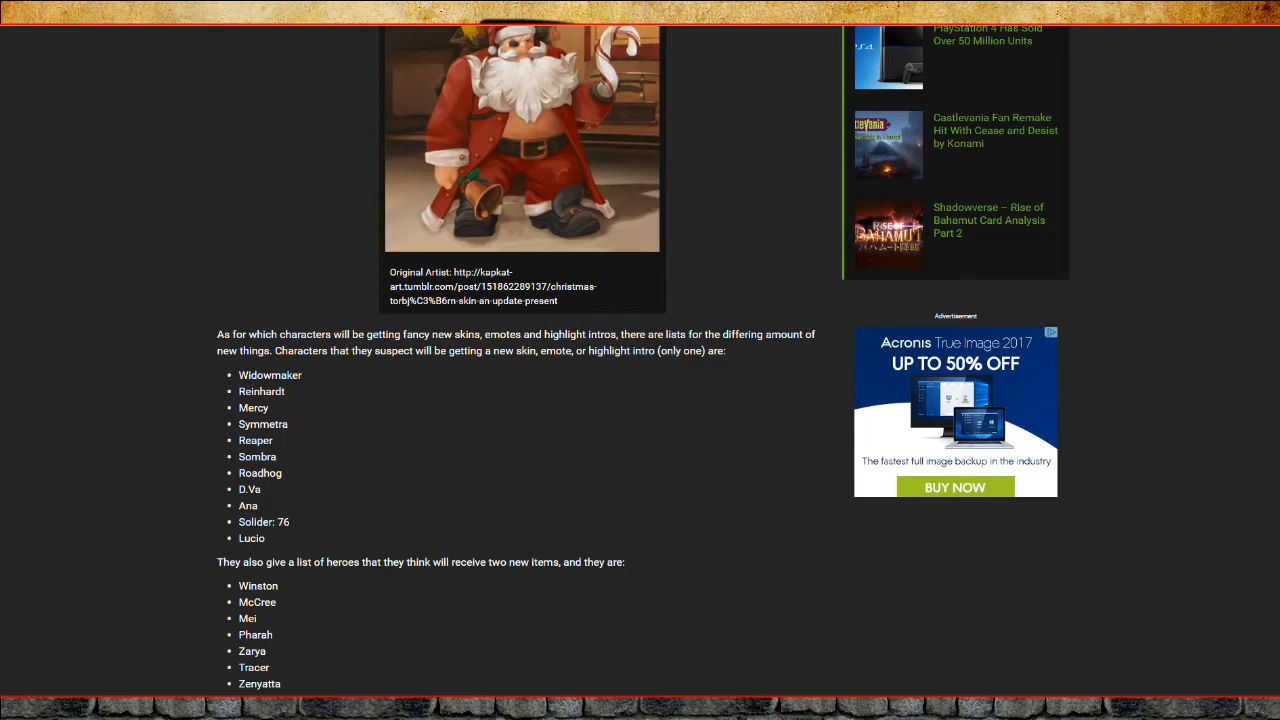 PlayStation 4 Has Sold
Over 50 Million Units
Castlevania Fan Remake
Hit With Cease and Desist
by Konami
Shadowverse – Rise of
Bahamut Card Analysis
Part 2
RISE OF
BAHAMUT
Original Artist: http://kapkat-
art.tumblr.com/post/151862289137/christmas-
torbj%C3%B6rn-skin-an-update-present
Advertisement
Acronis True Image 2017
UP TO 50% OFF
The fastest full image backup in the industry
BUY NOW
As for which characters will be getting fancy new skins, emotes and highlight intros, there are lists for the differing amount of
new things. Characters that they suspect will be getting a new skin, emote, or highlight intro (only one) are:
Widowmaker
Reinhardt
Mercy
Symmetra
Reaper
Sombra
Roadhog
D.Va
Ana
Solider: 76
Lucio
They also give a list of heroes that they think will receive two new items, and they are:
Winston
McCree
Mei
Pharah
Zarya
Tracer
Zenyatta